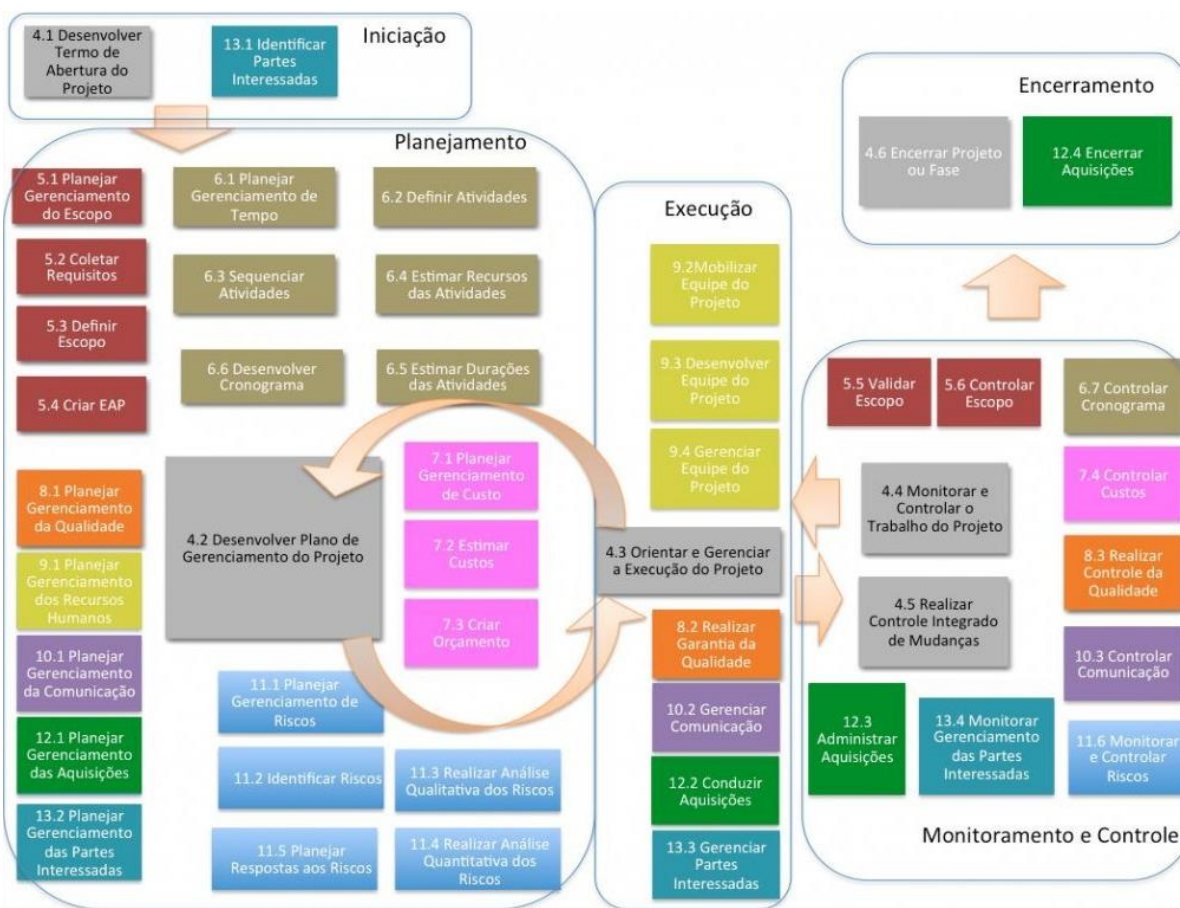 4.1 Desenvolver
Termo de
Abertura do
Projeto
13.1 Identificar
Partes
Interessadas
Iniciação
Planejamento
5.1 Planejar
Gerenciamento
do Escopo
6.1 Planejar
Gerenciamento de
Tempo
6.2 Definir Atividades
5.2 Coletar
Requisitos
6.3 Sequenciar
Atividades
6.4 Estimar Recursos
das Atividades
5.3 Definir
Escopo
6.6 Desenvolver
Cronograma
6.5 Estimar Durações
das Atividades
5.4 Criar EAP
8.1 Planejar
Gerenciamento
da Qualidade
9.1 Planejar
Gerenciamento
dos Recursos
Humanos
10.1 Planejar
Gerenciamento
da Comunicação
12.1 Planejar
Gerenciamento
das Aquisições
13.2 Planejar
Gerenciamento
das Partes
Interessadas
4.2 Desenvolver Plano de
Gerenciamento do Projeto
7.1 Planejar
Gerenciamento
de Custo
7.2 Estimar
Custos
7.3 Criar
Orçamento
11.1 Planejar
Gerenciamento de
Riscos
11.2 Identificar Riscos
11.3 Realizar Análise
Qualitativa dos Riscos
11.5 Planejar
Respostas aos Riscos
11.4 Realizar Análise
Quantitativa dos
Riscos
Execução
9.2Mobilizar
Equipe do
Projeto
9.3 Desenvolver
Equipe do
Projeto
9.4 Gerenciar
Equipe do
Projeto
4.3 Orientar e Gerenciar
a Execução do Projeto
8.2 Realizar
Garantia da
Qualidade
10.2 Gerenciar
Comunicação
12.2 Conduzir
Aquisições
13.3 Gerenciar
Partes
Interessadas
Encerramento
4.6 Encerrar Projeto
ou Fase
12.4 Encerrar
Aquisições
5.5 Validar
Escopo
5.6 Controlar
Escopo
6.7 Controlar
Cronograma
4.4 Monitorar e
Controlar o
Trabalho do Projeto
7.4 Controlar
Custos
4.5 Realizar
Controle Integrado
de Mudanças
8.3 Realizar
Controle da
Qualidade
10.3 Controlar
Comunicação
12.3
Administrar
Aquisições
13.4 Monitorar
Gerenciamento
das Partes
Interessadas
11.6 Monitorar
e Controlar
Riscos
Monitoramento e Controle